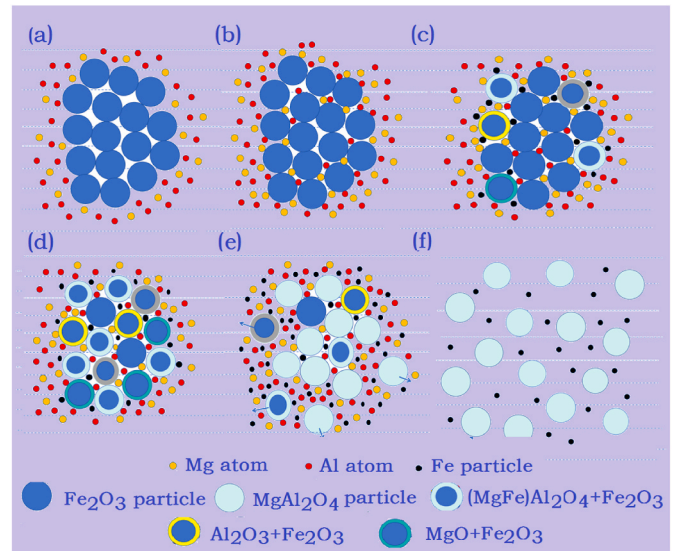 (a) (b) (c)
(d) (e) (f)
Mg atom Al atom Fe particle
Fe₂O₃ particle MgAl₂O₄ particle (MgFe)Al₂O₄+Fe₂O₃
Al₂O₃+Fe₂O₃ MgO+Fe₂O₃